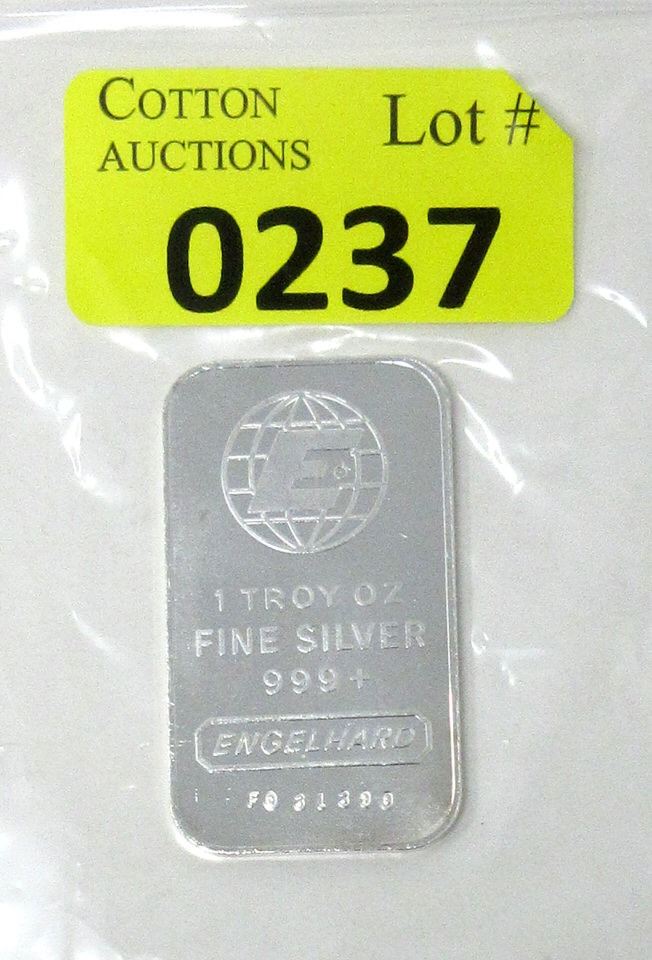 COTTON
AUCTIONS
Lot #
0237
E
1 TROY OZ
FINE SILVER
999+
ENGELHARD